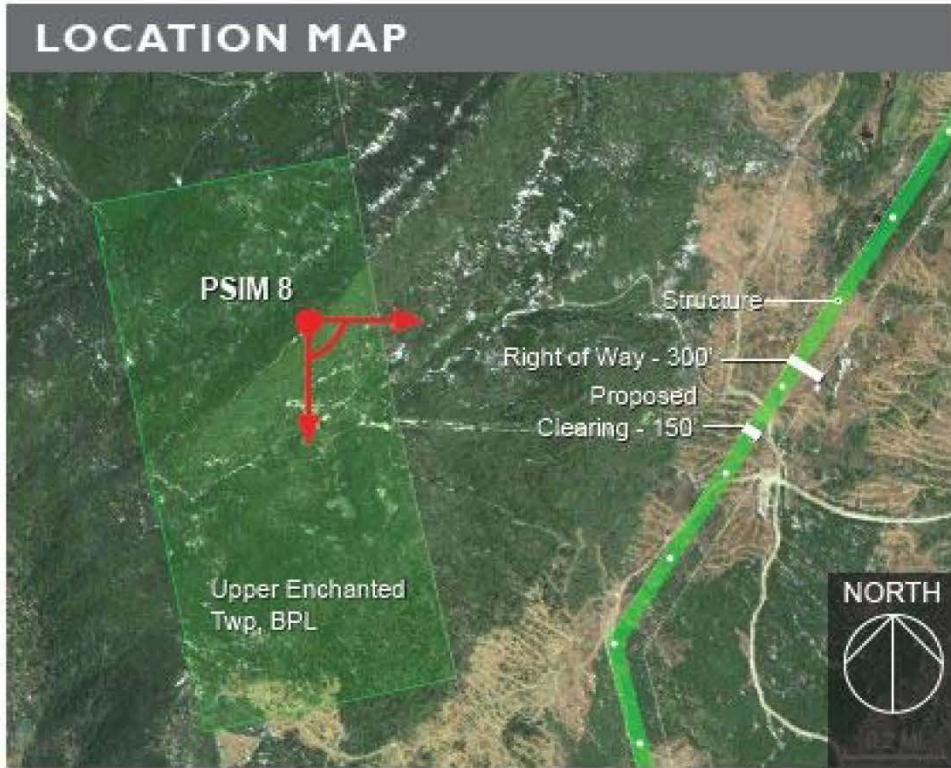 LOCATION MAP
PSIM 8
Structure
Right of Way - 300'
Proposed
Clearing - 150'
Upper Enchanted
Twp, BPL
NORTH